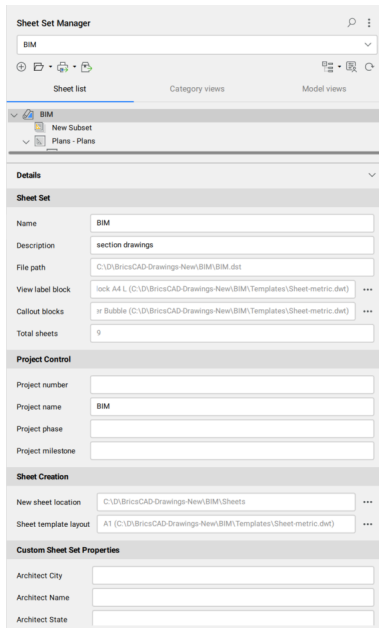 Sheet Set Manager
BIM
Sheet list Category views Model views
BIM
New Subset
Plans - Plans
Details
Sheet Set
Name BIM
Description section drawings
File path C:\D\BricsCAD-Drawings-New\BIM\BIM.dst
View label block lock A4 L (C:\D\BricsCAD-Drawings-New\BIM\Templates\Sheet-metric.dwt) •••
Callout blocks er Bubble (C:\D\BricsCAD-Drawings-New\BIM\Templates\Sheet-metric.dwt) •••
Total sheets 9
Project Control
Project number
Project name BIM
Project phase
Project milestone
Sheet Creation
New sheet location C:\D\BricsCAD-Drawings-New\BIM\Sheets •••
Sheet template layout A1 (C:\D\BricsCAD-Drawings-New\BIM\Templates\Sheet-metric.dwt) •••
Custom Sheet Set Properties
Architect City
Architect Name
Architect State